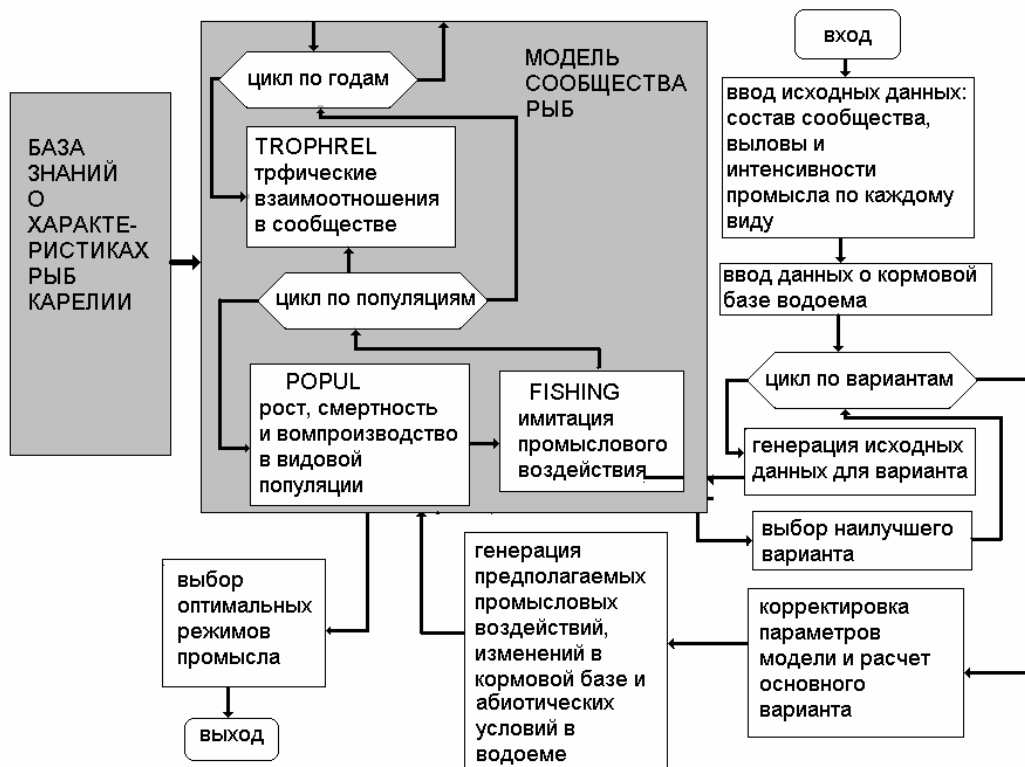 БАЗА
ЗНАНИЙ
О
ХАРАКТЕ-
РИСТИКАХ
РЫБ
КАРЕЛИИ
МОДЕЛЬ
СООБЩЕСТВА
РЫБ
цикл по годам
TROPHREL
трфические
взаимоотношения
в сообществе
цикл по популяциям
POPUL
рост, смертность
и вомпроизводство
в видовой
популяции
FISHING
имитация
промыслового
воздействия
вход
ввод исходных данных:
состав сообщества,
выловы и
интенсивности
промысла по каждому
виду
ввод данных о кормовой
базе водоема
цикл по вариантам
генерация исходных
данных для варианта
выбор наилучшего
варианта
корректировка
параметров
модели и расчет
основного
варианта
генерация
предполагаемых
промысловых
воздействий,
изменений в
кормовой базе и
абиотических
условий в
водоеме
выбор
оптимальных
режимов
промысла
выход